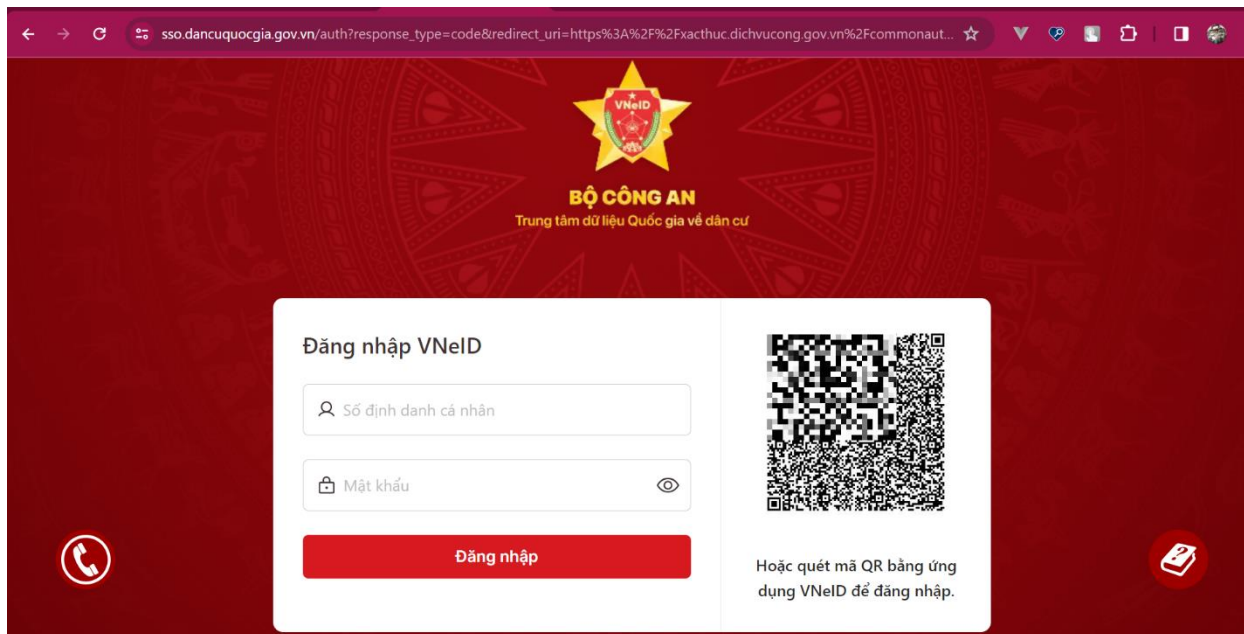 sso.dancuquocgia.gov.vn/auth?response_type=code&redirect_uri=https%3A%2F%2Fxacthuc.dichvucong.gov.vn%2Fcommonaut...
VNeID
BỘ CÔNG AN
Trung tâm dữ liệu Quốc gia về dân cư
Đăng nhập VNeID
Số định danh cá nhân
Mật khẩu
Đăng nhập
Hoặc quét mã QR bằng ứng
dụng VNeID để đăng nhập.